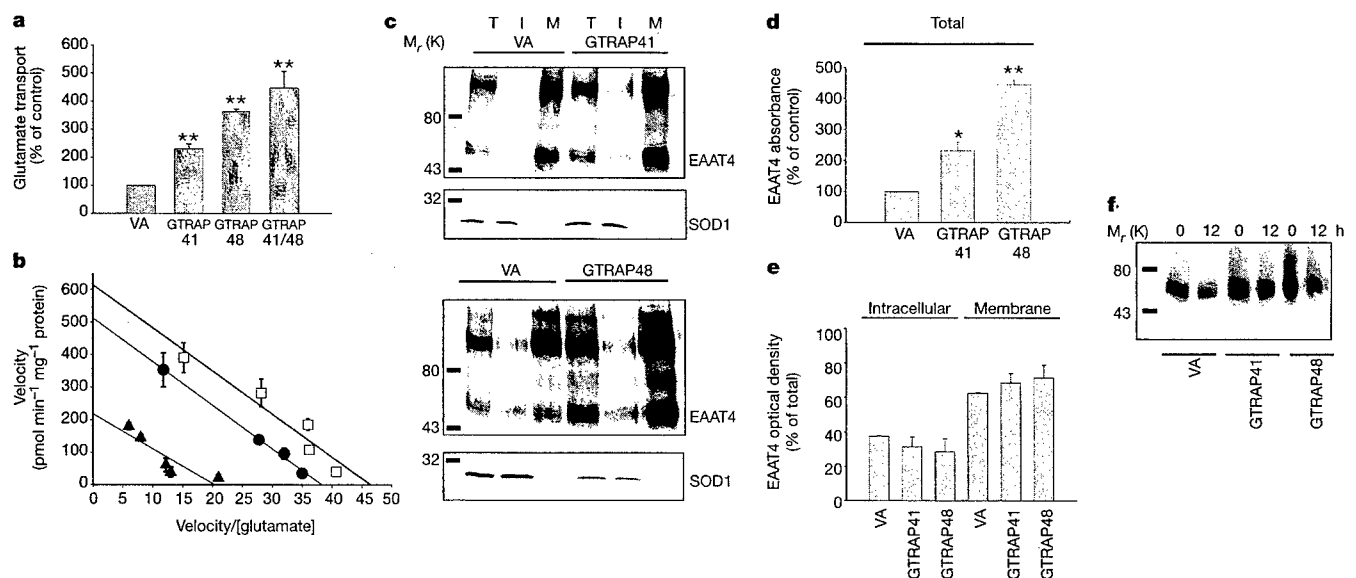 a
Glutamate transport
(% of control)
600
500
400
300
200
100
**
**
**
VA
GTRAP
41
GTRAP
48
GTRAP
41/48
b
Velocity
(pmol min⁻¹ mg⁻¹ protein)
600
500
400
300
200
100
0
0 5 10 15 20 25 30 35 40 45 50
Velocity/[glutamate]
c
T I M T I M
Mr (K) VA GTRAP41
80
43
EAAT4
32
SOD1
VA GTRAP48
80
43
EAAT4
32
SOD1
d
Total
EAAT4 absorbance
(% of control)
500
400
300
200
100
0
*
**
VA
GTRAP
41
GTRAP
48
e
Intracellular Membrane
EAAT4 optical density
(% of total)
100
80
60
40
20
0
VA
GTRAP41
GTRAP48
VA
GTRAP41
GTRAP48
f
Mr (K) 0 12 0 12 0 12 h
80
43
VA
GTRAP41
GTRAP48